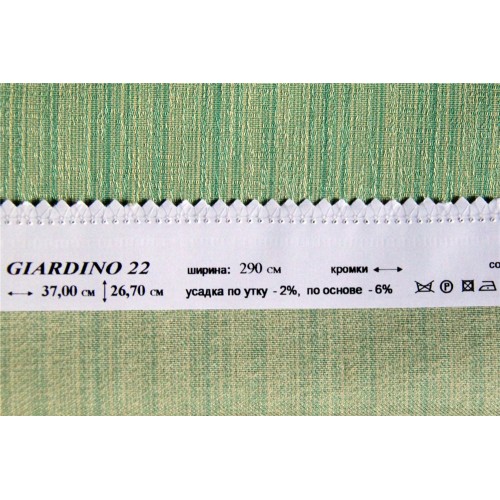 GIARDINO 22 ширина: 290 см кромки ↔ со
↔ 37,00 см ↕ 26,70 см усадка по утку - 2%, по основе - 6% P